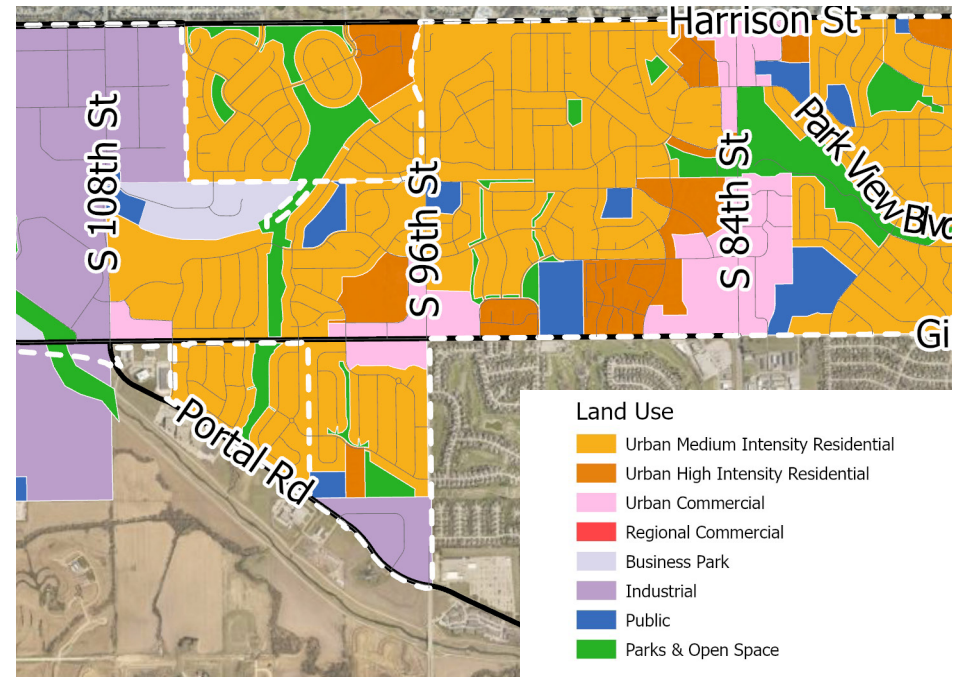 Harrison St
S 108th St
S 96th St
S 84th St
Park View Blvd
Gi
Portal Rd
Land Use
Urban Medium Intensity Residential
Urban High Intensity Residential
Urban Commercial
Regional Commercial
Business Park
Industrial
Public
Parks & Open Space